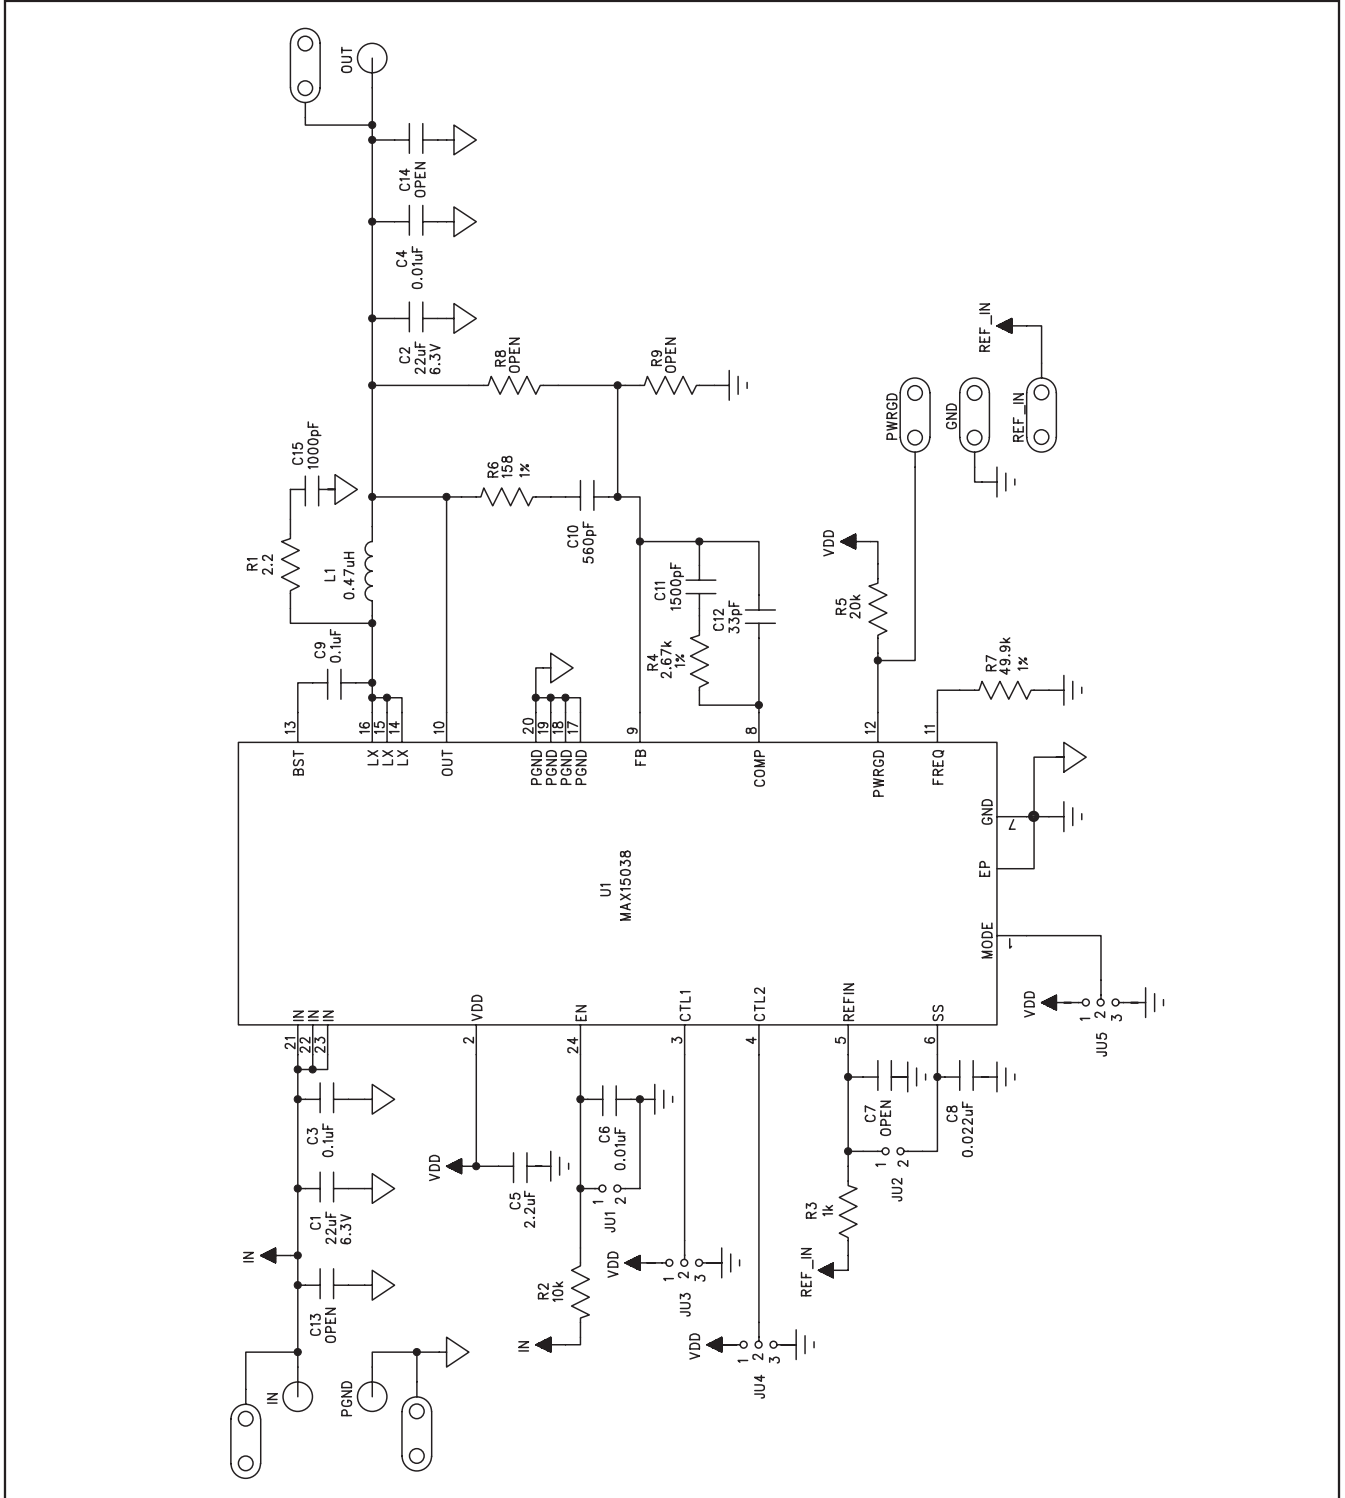 OUT
C14
OPEN
C4
0.01uF
C2
22uF
6.3V
R8
OPEN
R9
OPEN
C15
1000pF
R1
2.2
L1
0.47uH
R6
158
1%
C10
560pF
C9
0.1uF
C11
1500pF
C12
33pF
R4
2.67k
1%
REF_IN
PWRGD
GND
REF_IN
VDD
R5
20k
R7
49.9k
1%
13
16
15
14
10
20
19
18
17
9
8
12
11
BST
LX
LX
LX
OUT
PGND
PGND
PGND
PGND
FB
COMP
PWRGD
FREQ
GND
7
EP
MODE
1
U1
MAX15038
IN
IN
IN
VDD
EN
CTL1
CTL2
REFIN
SS
21
22
23
2
24
3
4
5
6
C3
0.1uF
C1
22uF
6.3V
IN
C13
OPEN
IN
PGND
VDD
C5
2.2uF
C6
0.01uF
1
2
JU1
R2
10k
IN
VDD
1
2
3
JU3
VDD
1
2
3
JU4
C7
OPEN
C8
0.022uF
1
2
JU2
R3
1k
REF_IN
VDD
1
2
3
JU5